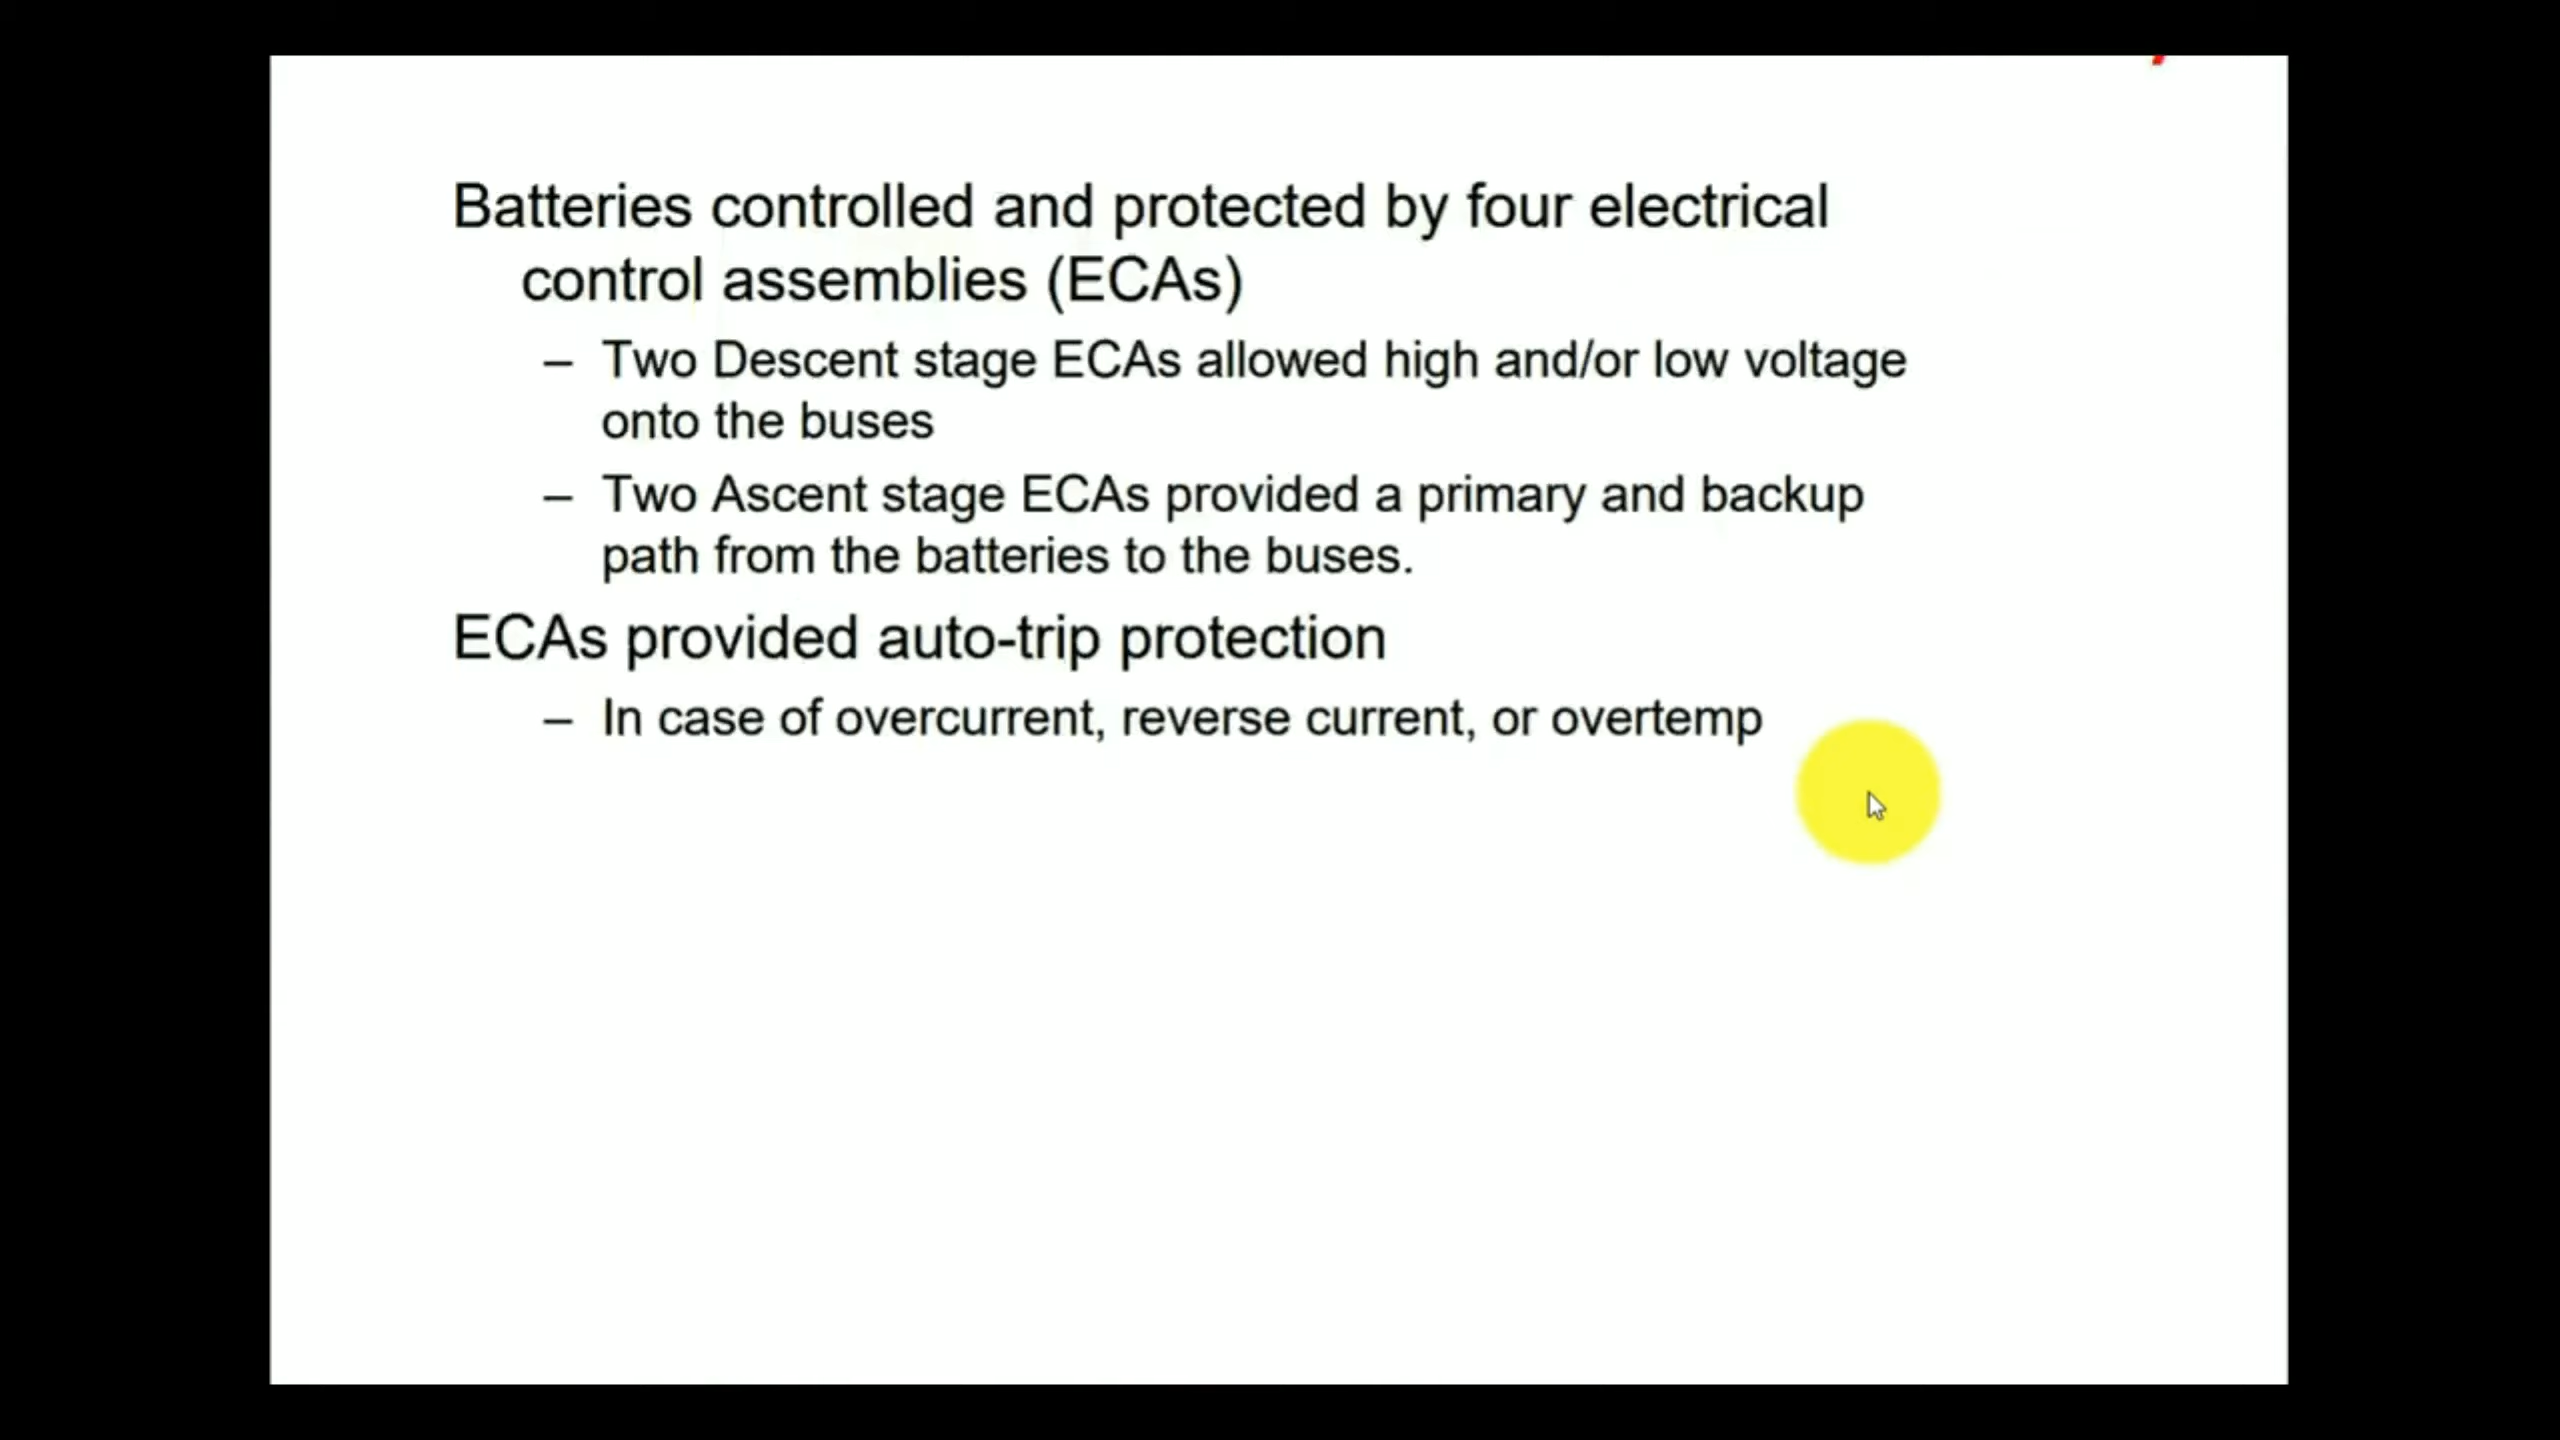 Batteries controlled and protected by four electrical
control assemblies (ECAs)
– Two Descent stage ECAs allowed high and/or low voltage
onto the buses
– Two Ascent stage ECAs provided a primary and backup
path from the batteries to the buses.
ECAs provided auto-trip protection
– In case of overcurrent, reverse current, or overtemp